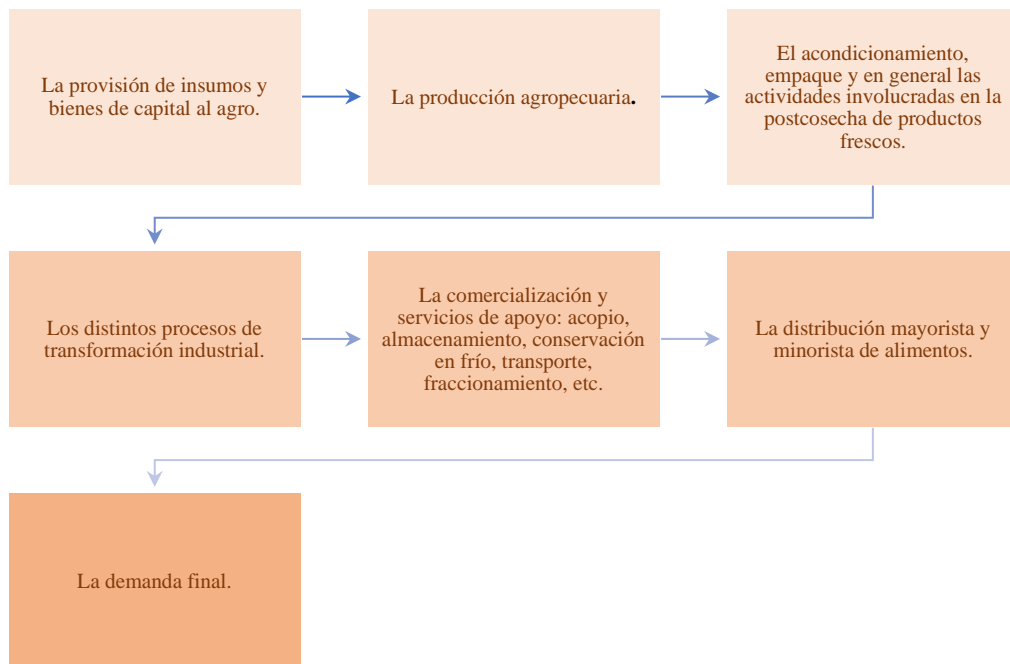 La provisión de insumos y
bienes de capital al agro.
La producción agropecuaria.
El acondicionamiento,
empaque y en general las
actividades involucradas en la
postcosecha de productos
frescos.
Los distintos procesos de
transformación industrial.
La comercialización y
servicios de apoyo: acopio,
almacenamiento, conservación
en frío, transporte,
fraccionamiento, etc.
La distribución mayorista y
minorista de alimentos.
La demanda final.